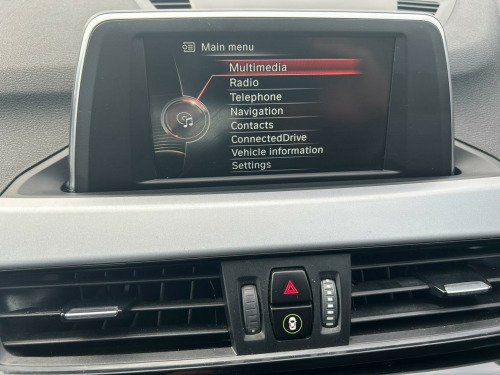 Main menu
Multimedia
Radio
Telephone
Navigation
Contacts
ConnectedDrive
Vehicle information
Settings